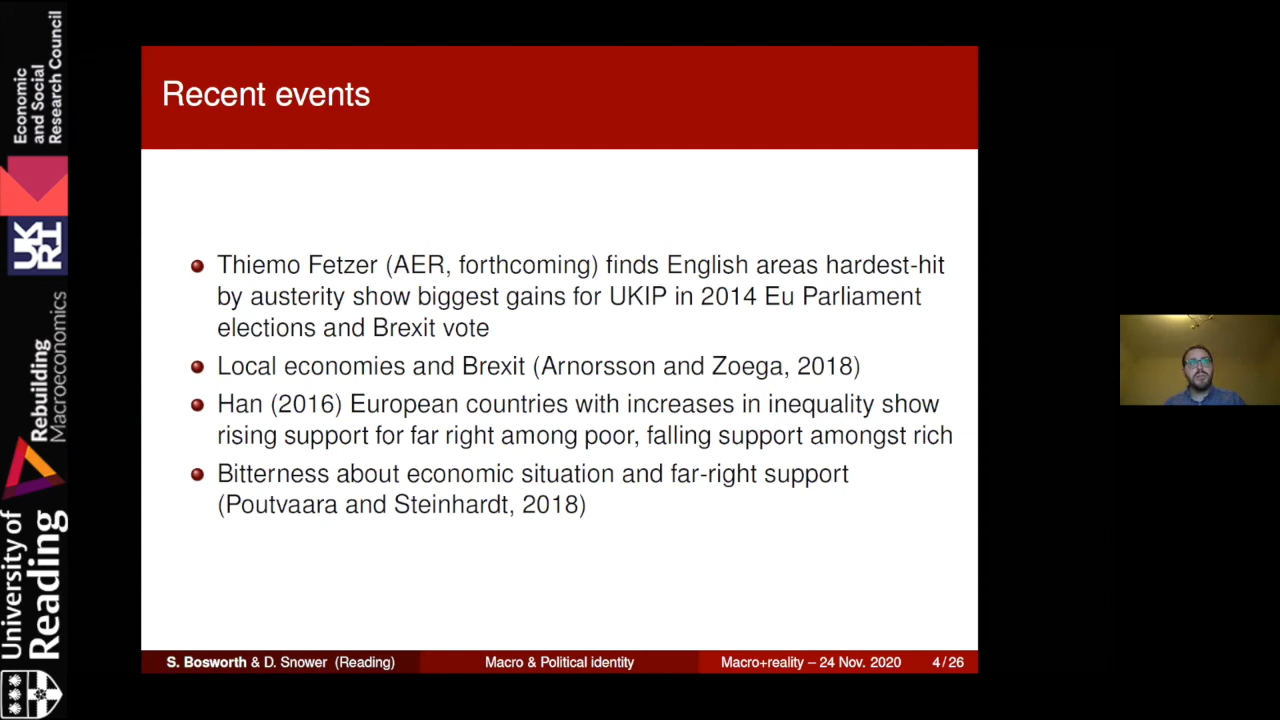 Economic
and Social
Research Council
UKRI
Rebuilding
Macroeconomics
University of
Reading
Recent events
Thiemo Fetzer (AER, forthcoming) finds English areas hardest-hit
by austerity show biggest gains for UKIP in 2014 Eu Parliament
elections and Brexit vote
Local economies and Brexit (Arnorsson and Zoega, 2018)
Han (2016) European countries with increases in inequality show
rising support for far right among poor, falling support amongst rich
Bitterness about economic situation and far-right support
(Poutvaara and Steinhardt, 2018)
S. Bosworth & D. Snower (Reading) Macro & Political identity Macro+reality – 24 Nov. 2020 4 / 26